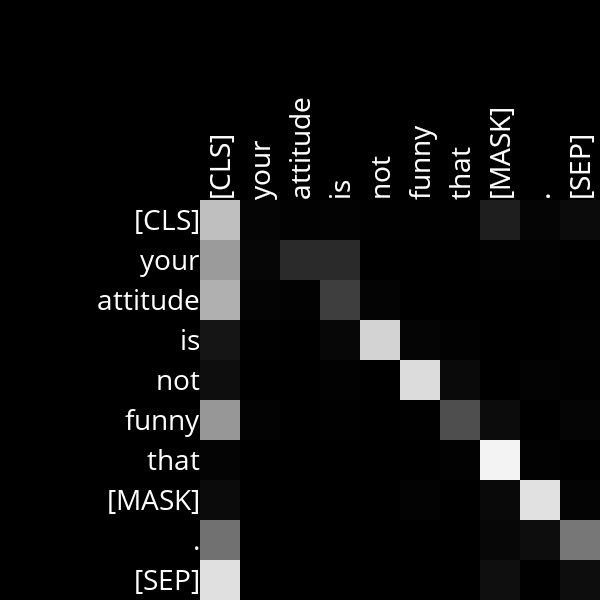 [CLS] your attitude is not funny that [MASK] . [SEP]
[CLS]
your
attitude
is
not
funny
that
[MASK]
.
[SEP]